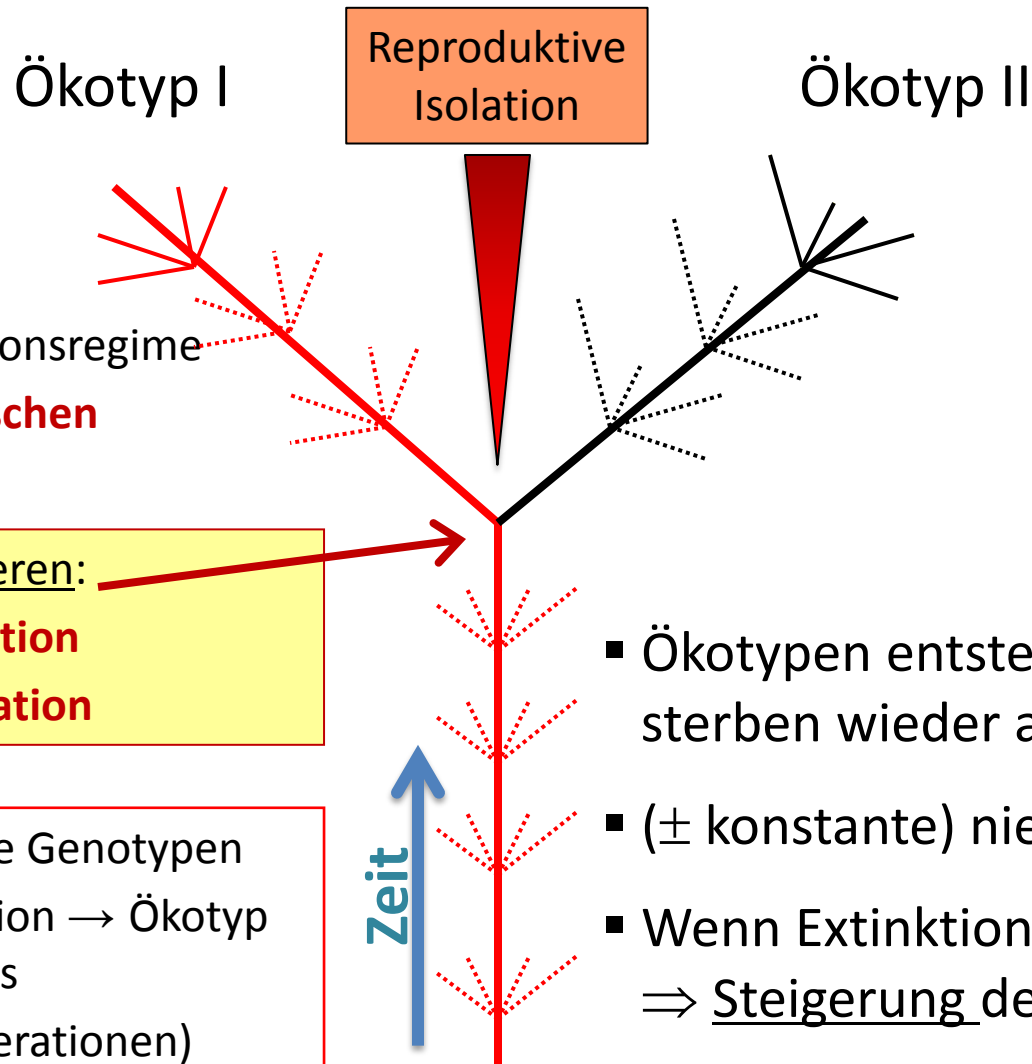 Ökotyp I
Reproduktive
Isolation
Ökotyp II
onsregime
schen
eren:
tion
ation
e Genotypen
ion → Ökotyp
s
erationen)
Zeit
▪ Ökotypen entste
sterben wieder a
▪ (± konstante) nie
▪ Wenn Extinktion
⇒ Steigerung de